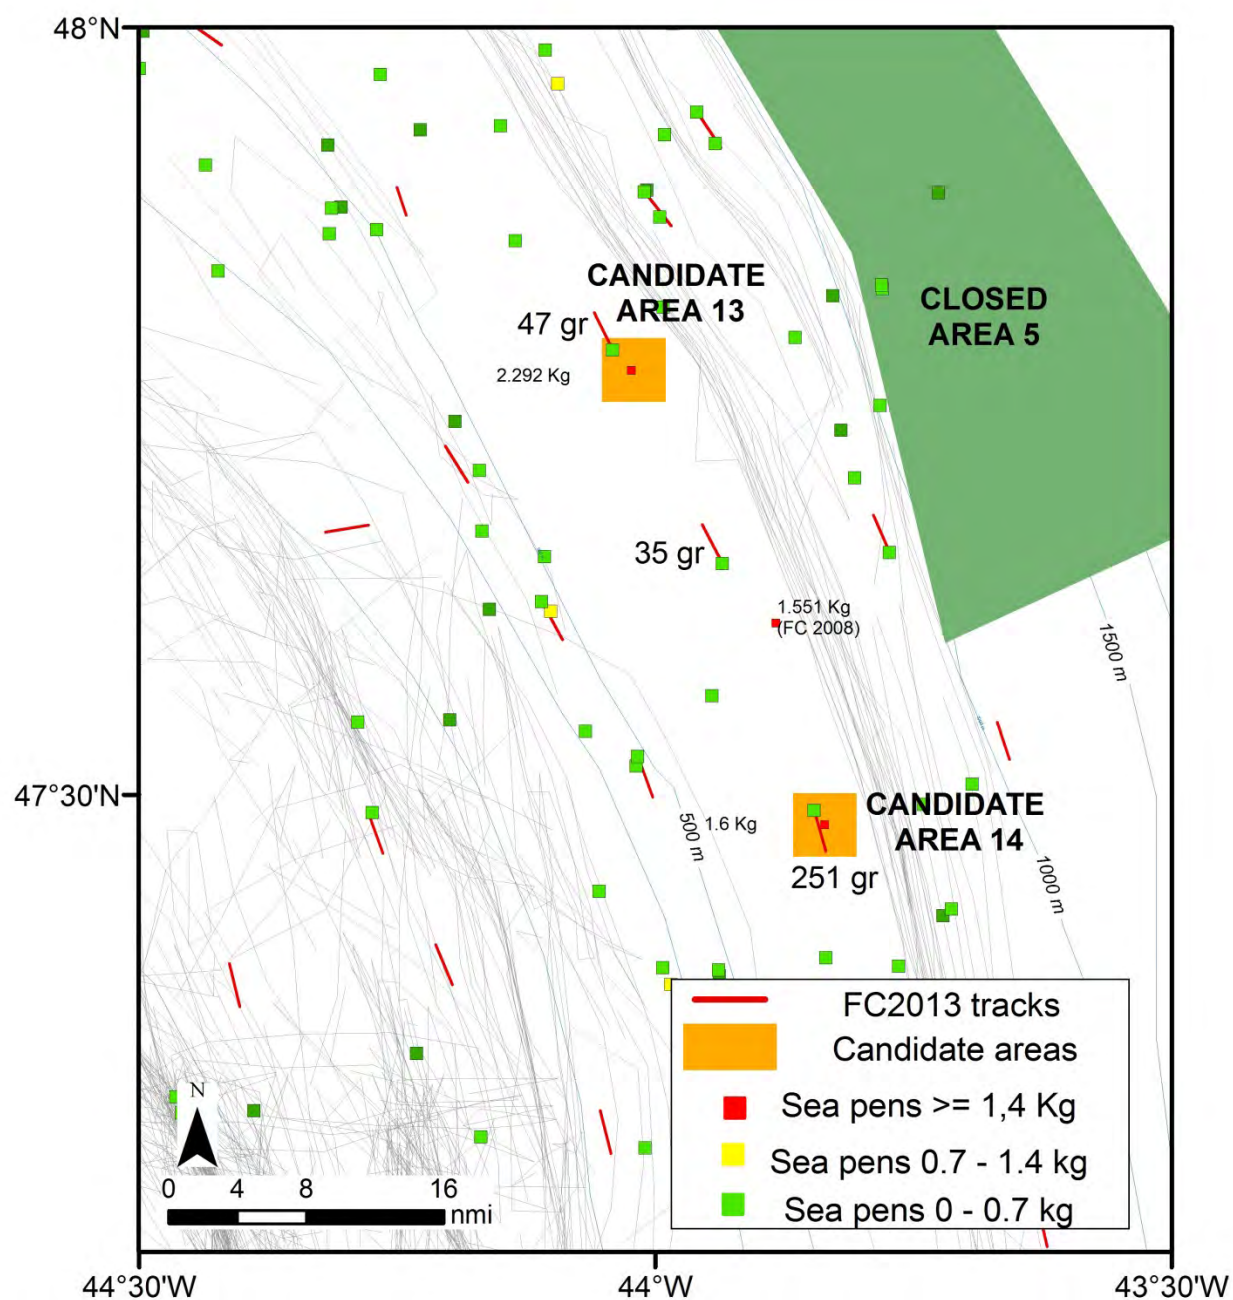 48°N
CANDIDATE
AREA 13
CLOSED
AREA 5
47 gr
2.292 Kg
35 gr
1.551 Kg
(FC 2008)
1500 m
47°30'N
CANDIDATE
AREA 14
500 m
1.6 Kg
251 gr
1000 m
FC2013 tracks
Candidate areas
Sea pens >= 1,4 Kg
Sea pens 0.7 - 1.4 kg
Sea pens 0 - 0.7 kg
N
0 4 8 16
nmi
44°30'W 44°W 43°30'W